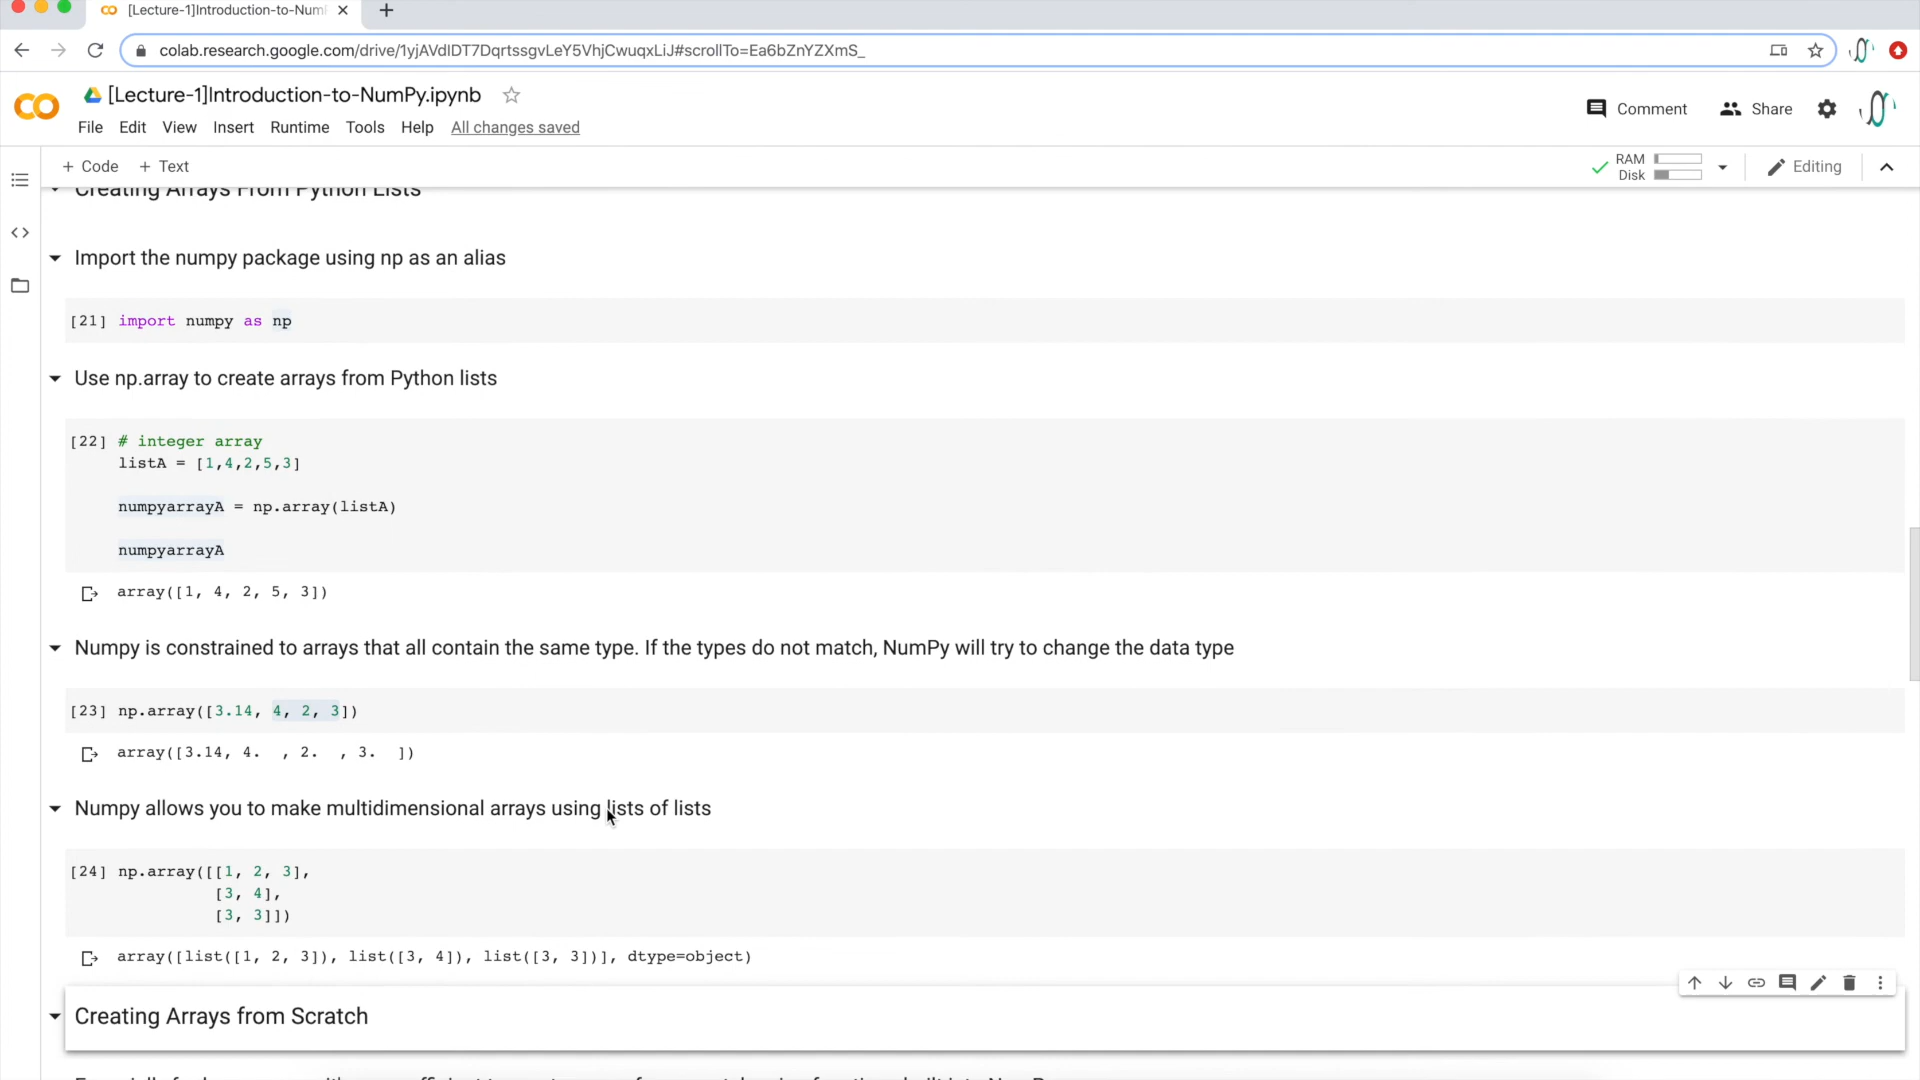 [Lecture-1]Introduction-to-Num
colab.research.google.com/drive/1yjAVdlDT7DqrtssgvLeY5VhjCwuqxLiJ#scrollTo=Ea6bZnYZXmS_
[Lecture-1]Introduction-to-NumPy.ipynb
Comment Share
File Edit View Insert Runtime Tools Help All changes saved
+ Code + Text
RAM
Disk
Editing
Creating Arrays From Python Lists
Import the numpy package using np as an alias
[21] import numpy as np
Use np.array to create arrays from Python lists
[22] # integer array
listA = [1,4,2,5,3]
numpyarrayA = np.array(listA)
numpyarrayA
array([1, 4, 2, 5, 3])
Numpy is constrained to arrays that all contain the same type. If the types do not match, NumPy will try to change the data type
[23] np.array([3.14, 4, 2, 3])
array([3.14, 4.  , 2.  , 3.  ])
Numpy allows you to make multidimensional arrays using lists of lists
[24] np.array([[1, 2, 3],
[3, 4],
[3, 3]])
array([list([1, 2, 3]), list([3, 4]), list([3, 3])], dtype=object)
Creating Arrays from Scratch